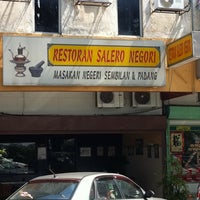 RESTORAN SALERO NEGORI
MASAKAN NEGERI SEMBILAN & PADANG